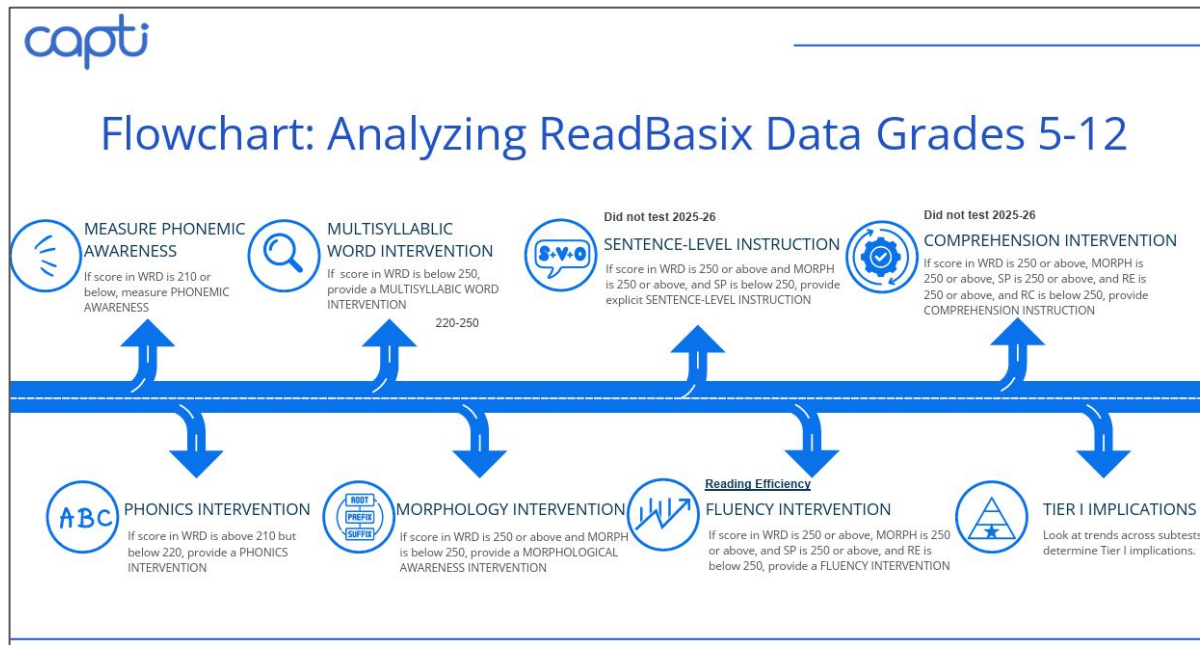 capti
Flowchart: Analyzing ReadBasix Data Grades 5-12
MEASURE PHONEMIC
AWARENESS
If score in WRD is 210 or
below, measure PHONEMIC
AWARENESS
MULTISYLLABLIC
WORD INTERVENTION
If score in WRD is below 250,
provide a MULTISYLLABIC WORD
INTERVENTION
220-250
Did not test 2025-26
SENTENCE-LEVEL INSTRUCTION
S+V+O
If score in WRD is 250 or above and MORPH
is 250 or above, and SP is below 250, provide
explicit SENTENCE-LEVEL INSTRUCTION
Did not test 2025-26
COMPREHENSION INTERVENTION
If score in WRD is 250 or above, MORPH is
250 or above, SP is 250 or above, and RE is
250 or above, and RC is below 250, provide
COMPREHENSION INSTRUCTION
ABC
PHONICS INTERVENTION
If score in WRD is above 210 but
below 220, provide a PHONICS
INTERVENTION
ROOT
PREFIX
SUFFIX
MORPHOLOGY INTERVENTION
If score in WRD is 250 or above and MORPH
is below 250, provide a MORPHOLOGICAL
AWARENESS INTERVENTION
Reading Efficiency
FLUENCY INTERVENTION
If score in WRD is 250 or above, MORPH is 250
or above, and SP is 250 or above, and RE is
below 250, provide a FLUENCY INTERVENTION
TIER I IMPLICATIONS
Look at trends across subtests
determine Tier I implications.